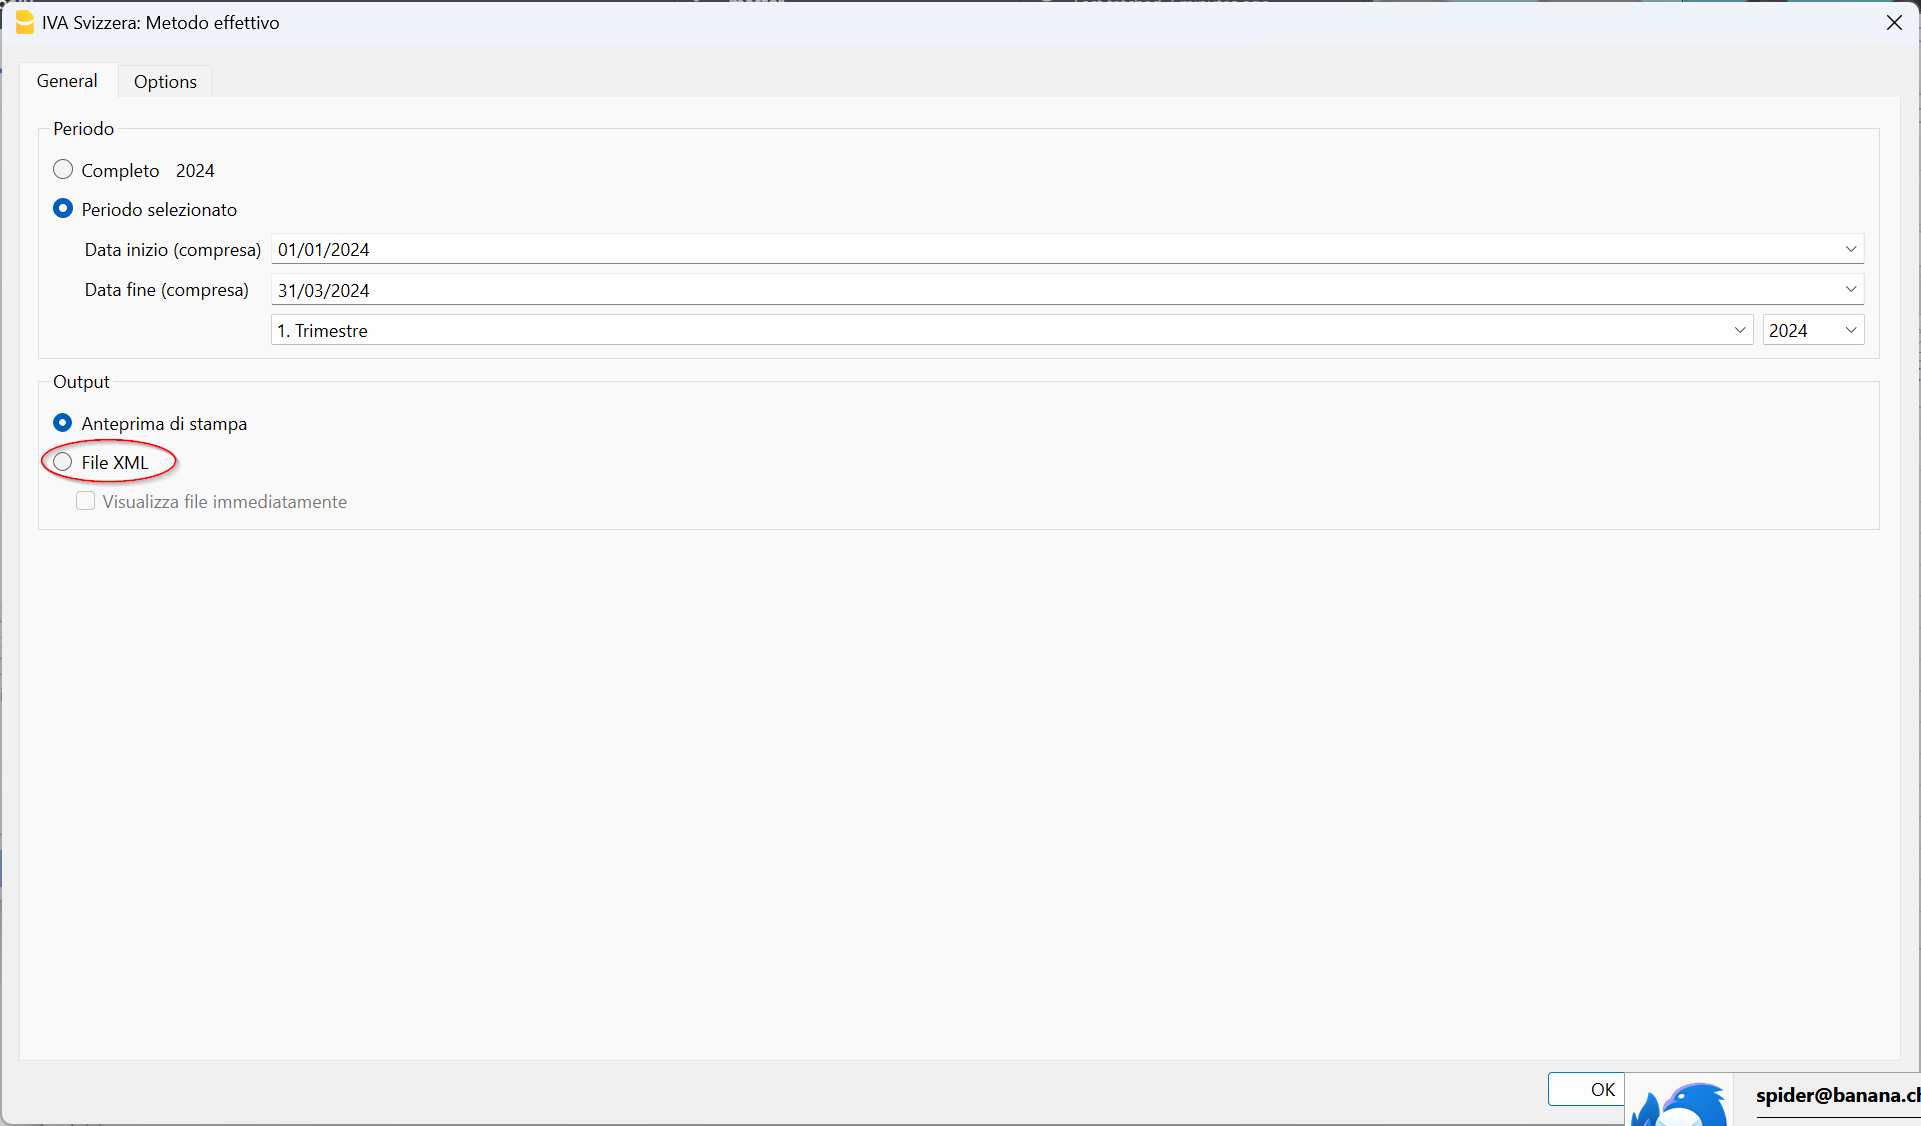 IVA Svizzera: Metodo effettivo
General Options
Periodo
Completo 2024
Periodo selezionato
Data inizio (compresa) 01/01/2024
Data fine (compresa) 31/03/2024
1. Trimestre 2024
Output
Anteprima di stampa
File XML
Visualizza file immediatamente
OK
spider@banana.ch